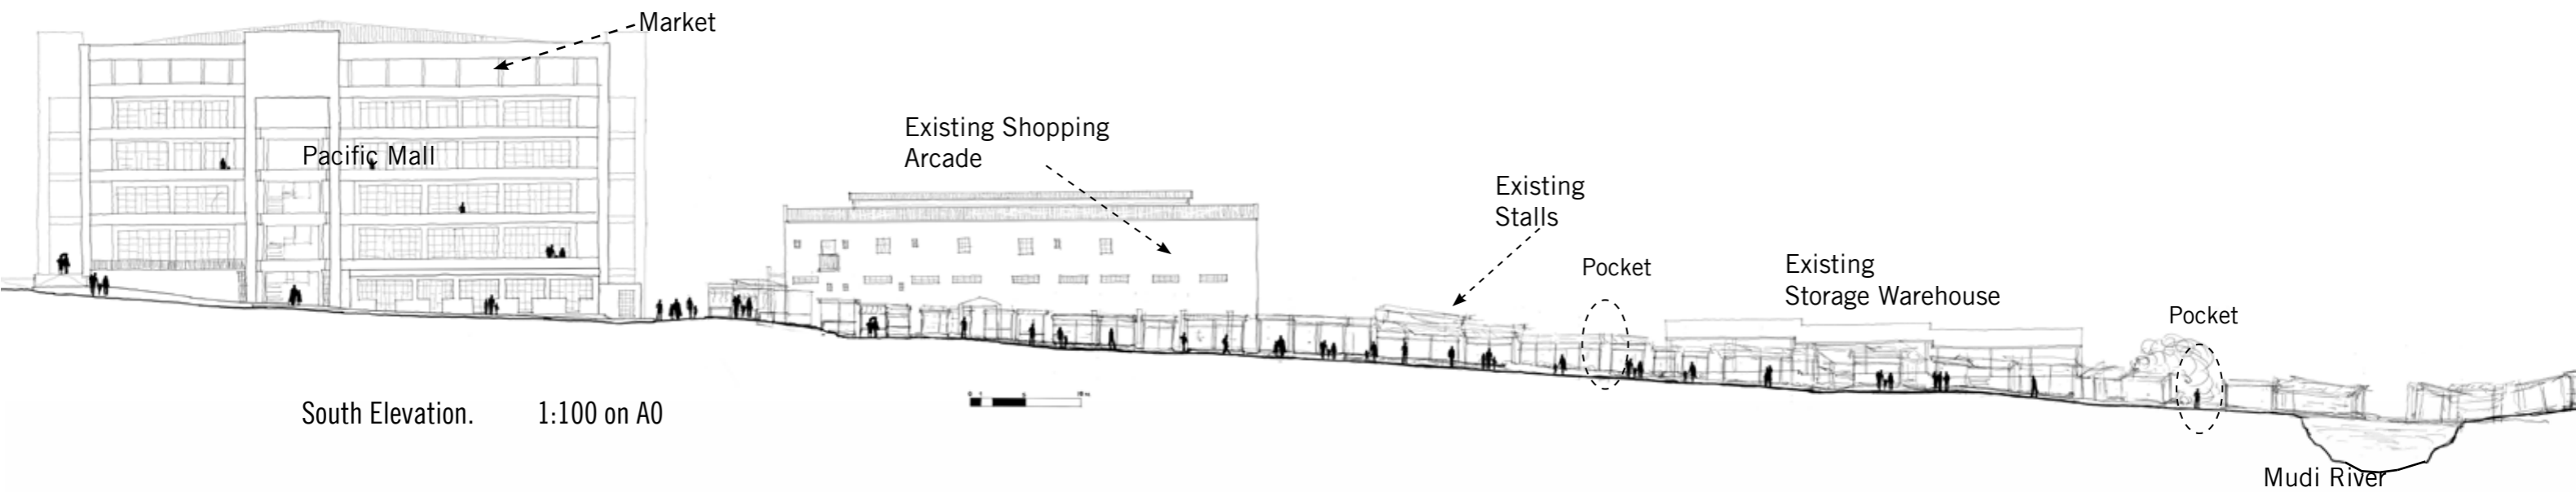 Market
Pacific Mall
Existing Shopping
Arcade
Existing
Stalls
Pocket
Existing
Storage Warehouse
Pocket
South Elevation. 1:100 on A0
Mudi River